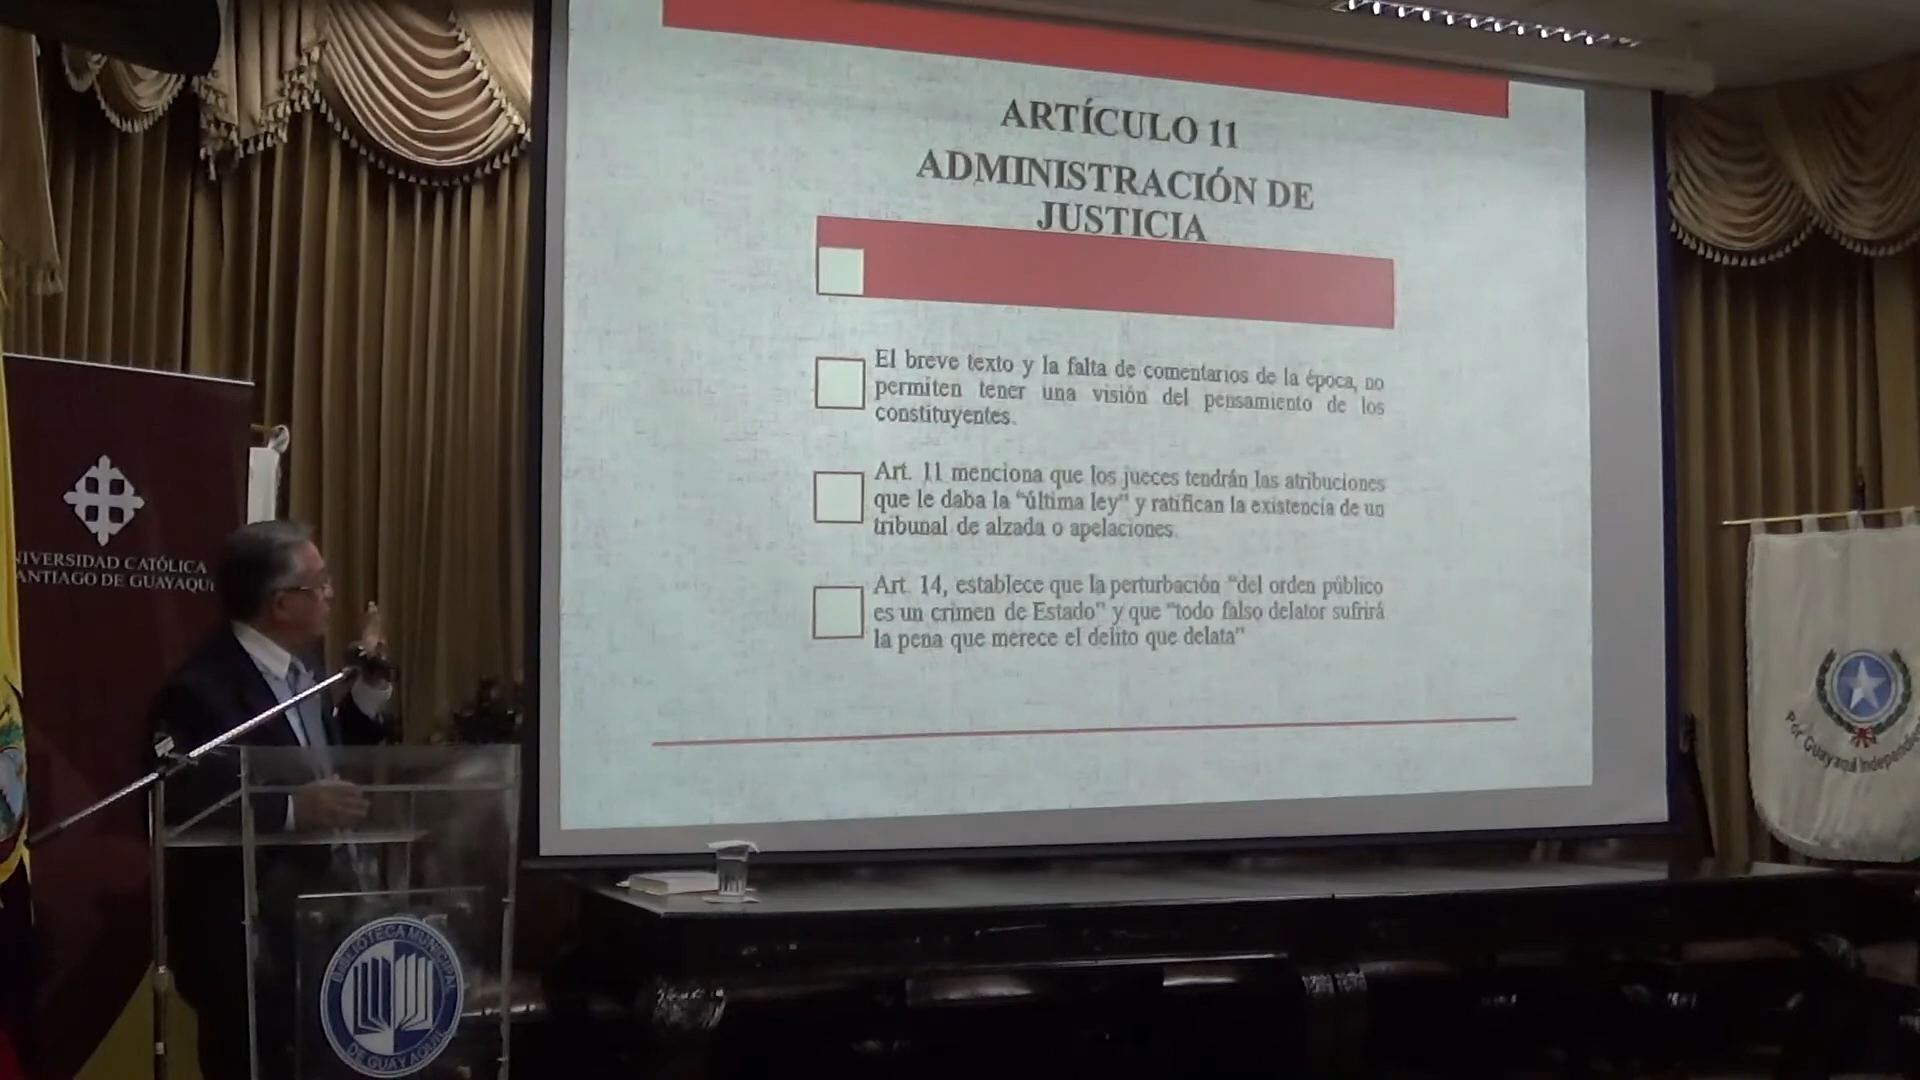 ARTÍCULO 11
ADMINISTRACIÓN DE
JUSTICIA
El breve texto y la falta de comentarios de la época, no
permiten tener una visión del pensamiento de los
constituyentes.
Art. 11 menciona que los jueces tendrán las atribuciones
que le daba la "última ley" y ratifican la existencia de un
tribunal de alzada o apelaciones.
Art. 14, establece que la perturbación "del orden público
es un crimen de Estado" y que "todo falso delator sufrirá
la pena que merece el delito que delata"
NIVERSIDAD CATÓLICA
ANTIAGO DE GUAYAQUI
Por Guayaquil Independien
BIBLIOTECA MUNICIPAL
DE GUAYAQUIL